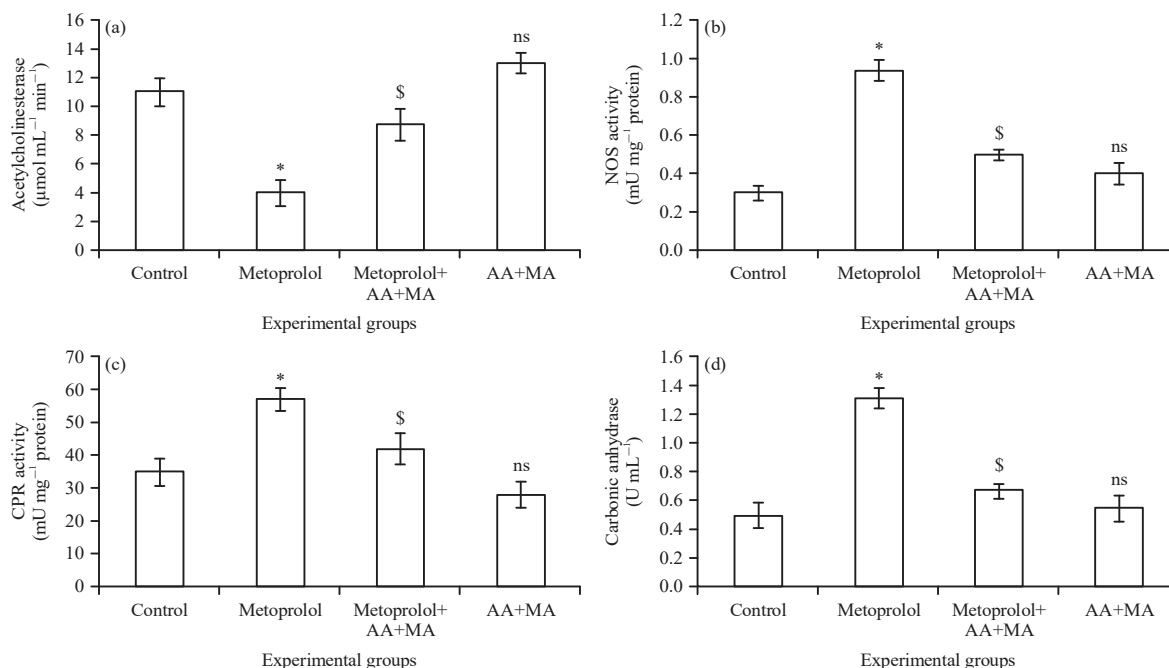 (a)
Acetylcholinesterase
(µmol mL⁻¹ min⁻¹)
16
14
12
10
8
6
4
2
0
*
$
ns
Control
Metoprolol
Metoprolol+
AA+MA
AA+MA
Experimental groups
(b)
NOS activity
(mU mg⁻¹ protein)
1.2
1.0
0.8
0.6
0.4
0.2
0.0
*
$
ns
Control
Metoprolol
Metoprolol+
AA+MA
AA+MA
Experimental groups
(c)
CPR activity
(mU mg⁻¹ protein)
70
60
50
40
30
20
10
0
*
$
ns
Control
Metoprolol
Metoprolol+
AA+MA
AA+MA
Experimental groups
(d)
Carbonic anhydrase
(U mL⁻¹)
1.6
1.4
1.2
1.0
0.8
0.6
0.4
0.2
0.0
*
$
ns
Control
Metoprolol
Metoprolol+
AA+MA
AA+MA
Experimental groups